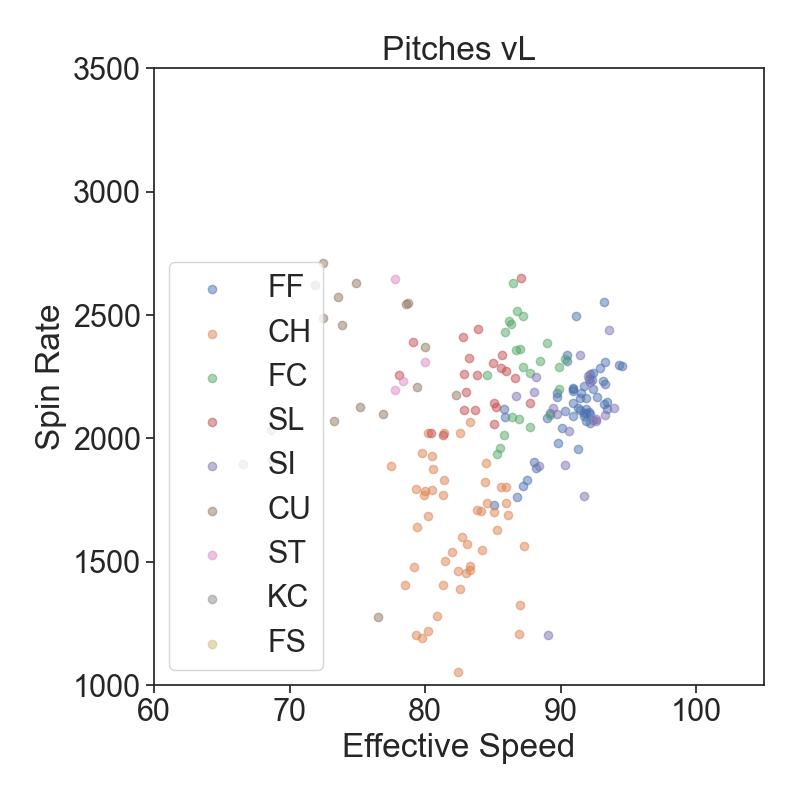 Pitches vL
3500
3000
2500
2000
1500
1000
Spin Rate
FF
CH
FC
SL
SI
CU
ST
KC
FS
60 70 80 90 100
Effective Speed